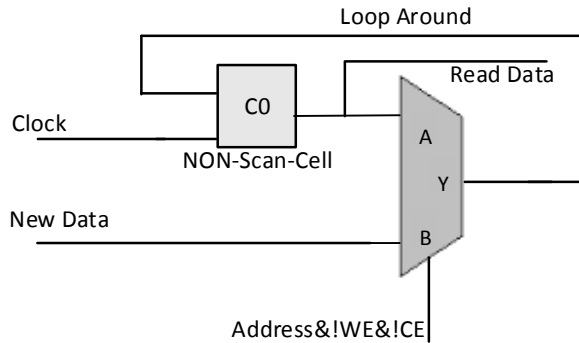 Loop Around
Read Data
C0
Clock
A
NON-Scan-Cell
Y
New Data
B
Address&!WE&!CE